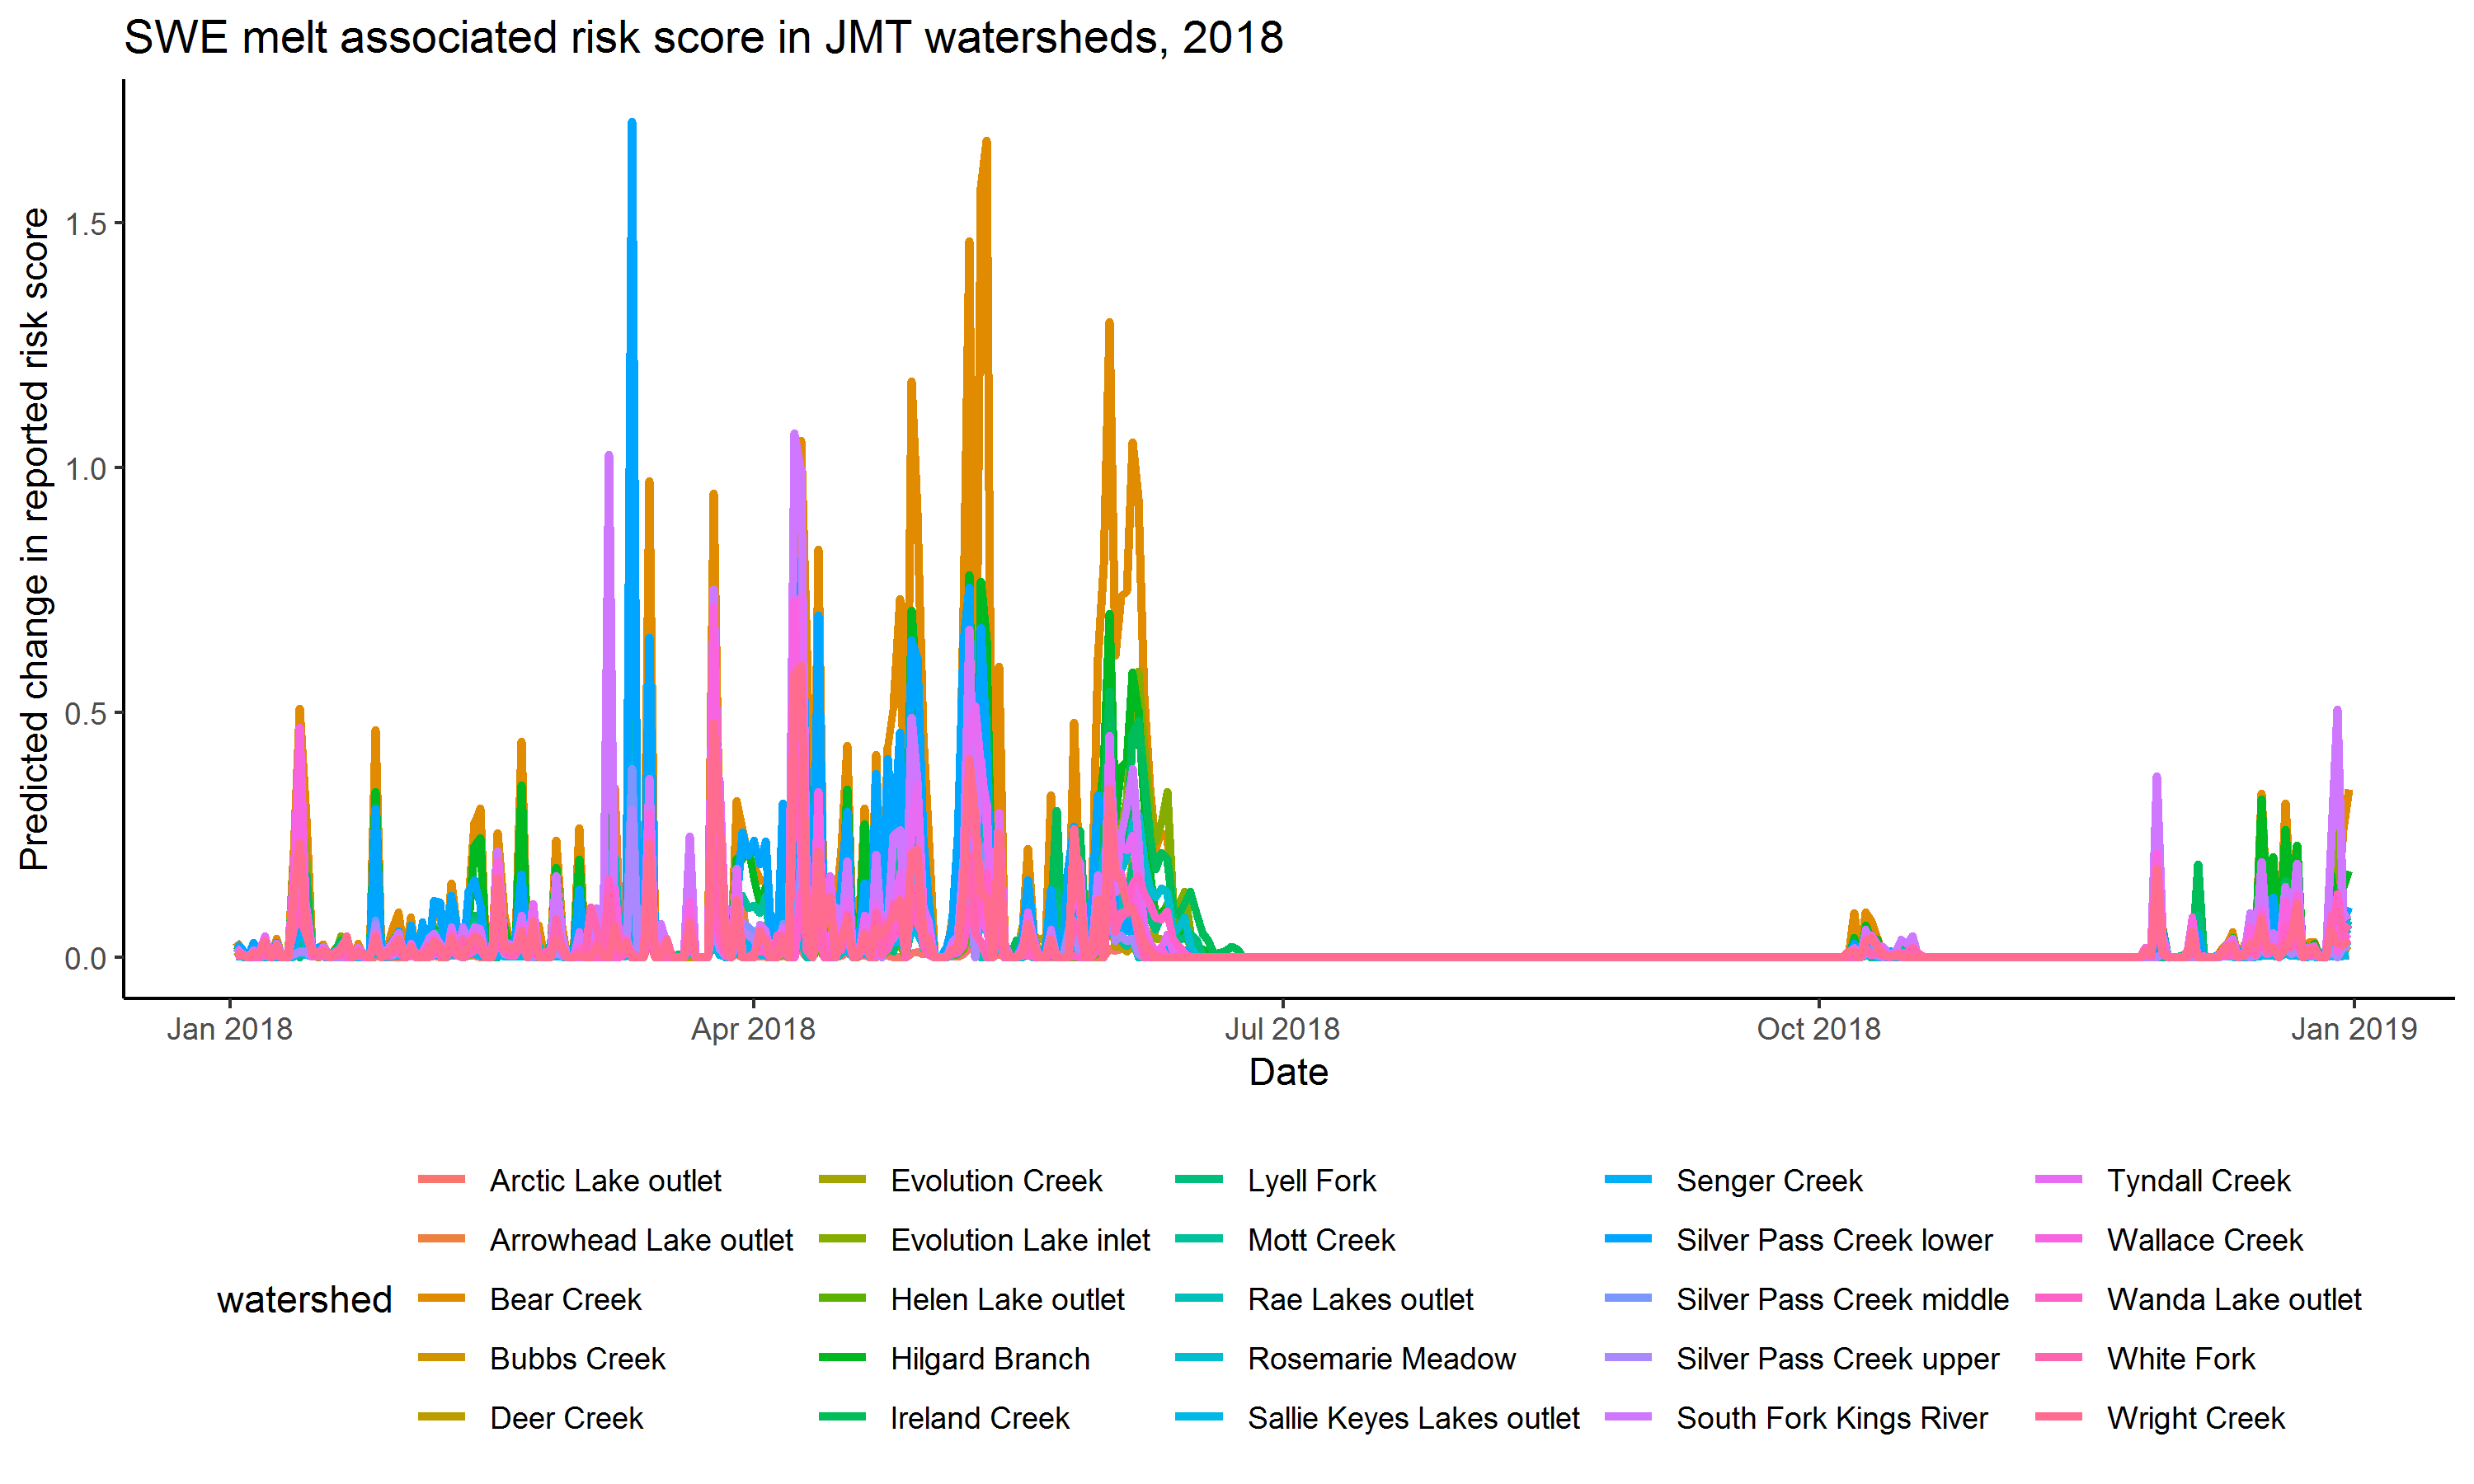 SWE melt associated risk score in JMT watersheds, 2018
Predicted change in reported risk score
1.5
1.0
0.5
0.0
Jan 2018 Apr 2018 Jul 2018 Oct 2018 Jan 2019
Date
watershed
Arctic Lake outlet Evolution Creek Lyell Fork Senger Creek Tyndall Creek
Arrowhead Lake outlet Evolution Lake inlet Mott Creek Silver Pass Creek lower Wallace Creek
Bear Creek Helen Lake outlet Rae Lakes outlet Silver Pass Creek middle Wanda Lake outlet
Bubbs Creek Hilgard Branch Rosemarie Meadow Silver Pass Creek upper White Fork
Deer Creek Ireland Creek Sallie Keyes Lakes outlet South Fork Kings River Wright Creek